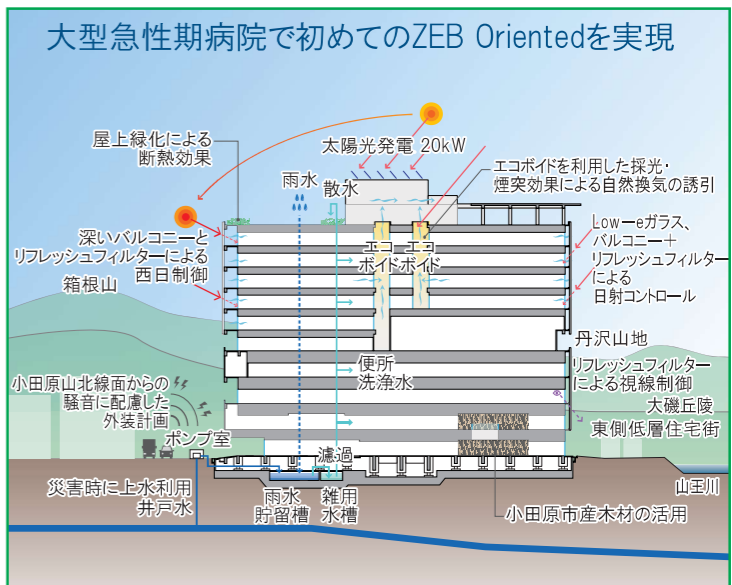 大型急性期病院で初めてのZEB Orientedを実現
屋上緑化による
断熱効果
太陽光発電 20kW
雨水
散水
エコボイドを利用した採光・
煙突効果による自然換気の誘引
深いバルコニーと
リフレッシュフィルターによる
西日制御
エコ
ボイド
エコ
ボイド
Low－eガラス、
バルコニー＋
リフレッシュフィルター
による
日射コントロール
箱根山
丹沢山地
便所
洗浄水
リフレッシュフィルター
による視線制御
小田原山北線面からの
騒音に配慮した
外装計画
大磯丘陵
東側低層住宅街
ポンプ室
濾過
災害時に上水利用
井戸水
雨水
貯留槽
雑用
水槽
小田原市産木材の活用
山王川